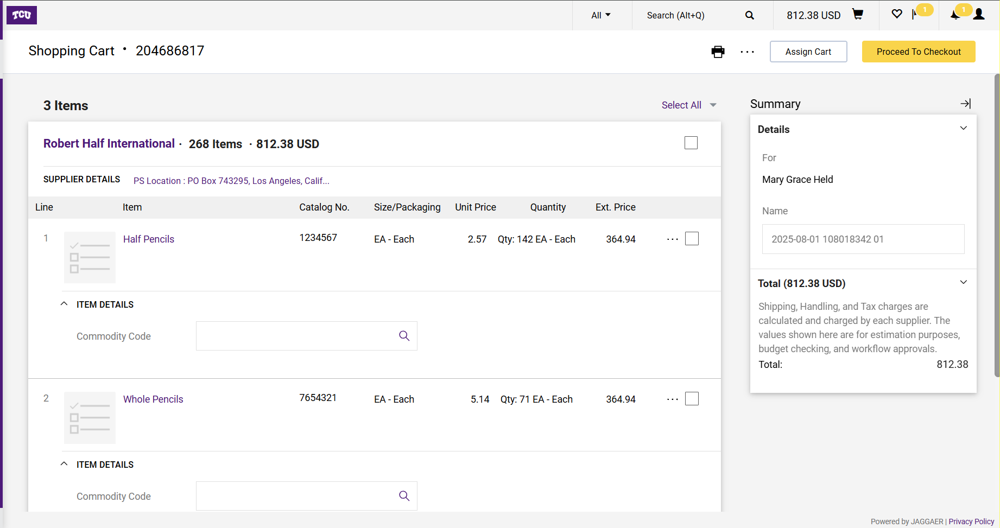 TCU
All
Search (Alt+Q)
812.38 USD
1
1
Shopping Cart • 204686817
Assign Cart
Proceed To Checkout
3 Items
Select All
Robert Half International · 268 Items · 812.38 USD
SUPPLIER DETAILS PS Location : PO Box 743295, Los Angeles, Calif...
Line Item Catalog No. Size/Packaging Unit Price Quantity Ext. Price
1 Half Pencils 1234567 EA - Each 2.57 Qty: 142 EA - Each 364.94 ...
ITEM DETAILS
Commodity Code
2 Whole Pencils 7654321 EA - Each 5.14 Qty: 71 EA - Each 364.94 ...
ITEM DETAILS
Commodity Code
Summary
Details
For
Mary Grace Held
Name
2025-08-01 108018342 01
Total (812.38 USD)
Shipping, Handling, and Tax charges are
calculated and charged by each supplier. The
values shown here are for estimation purposes,
budget checking, and workflow approvals.
Total: 812.38
Powered by JAGGAER | Privacy Policy